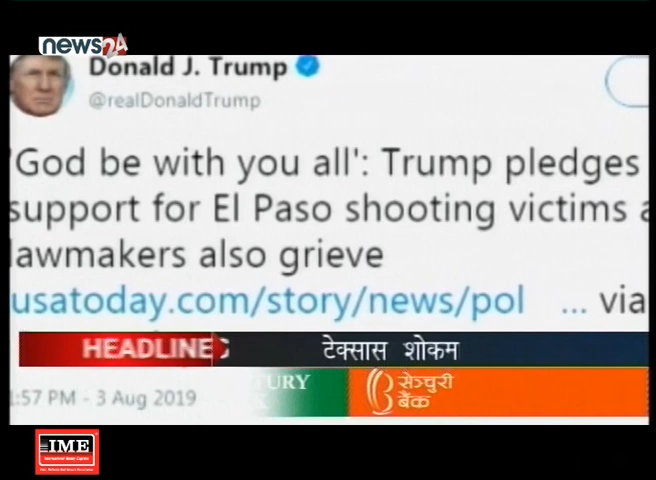 news24
Donald J. Trump
@realDonaldTrump
'God be with you all': Trump pledges
support for El Paso shooting victims a
lawmakers also grieve
usatoday.com/story/news/pol ... via
HEADLINE
टेक्सास शोकम
:57 PM - 3 Aug 2019
URY
K
सेञ्चुरी
बैंक
IME